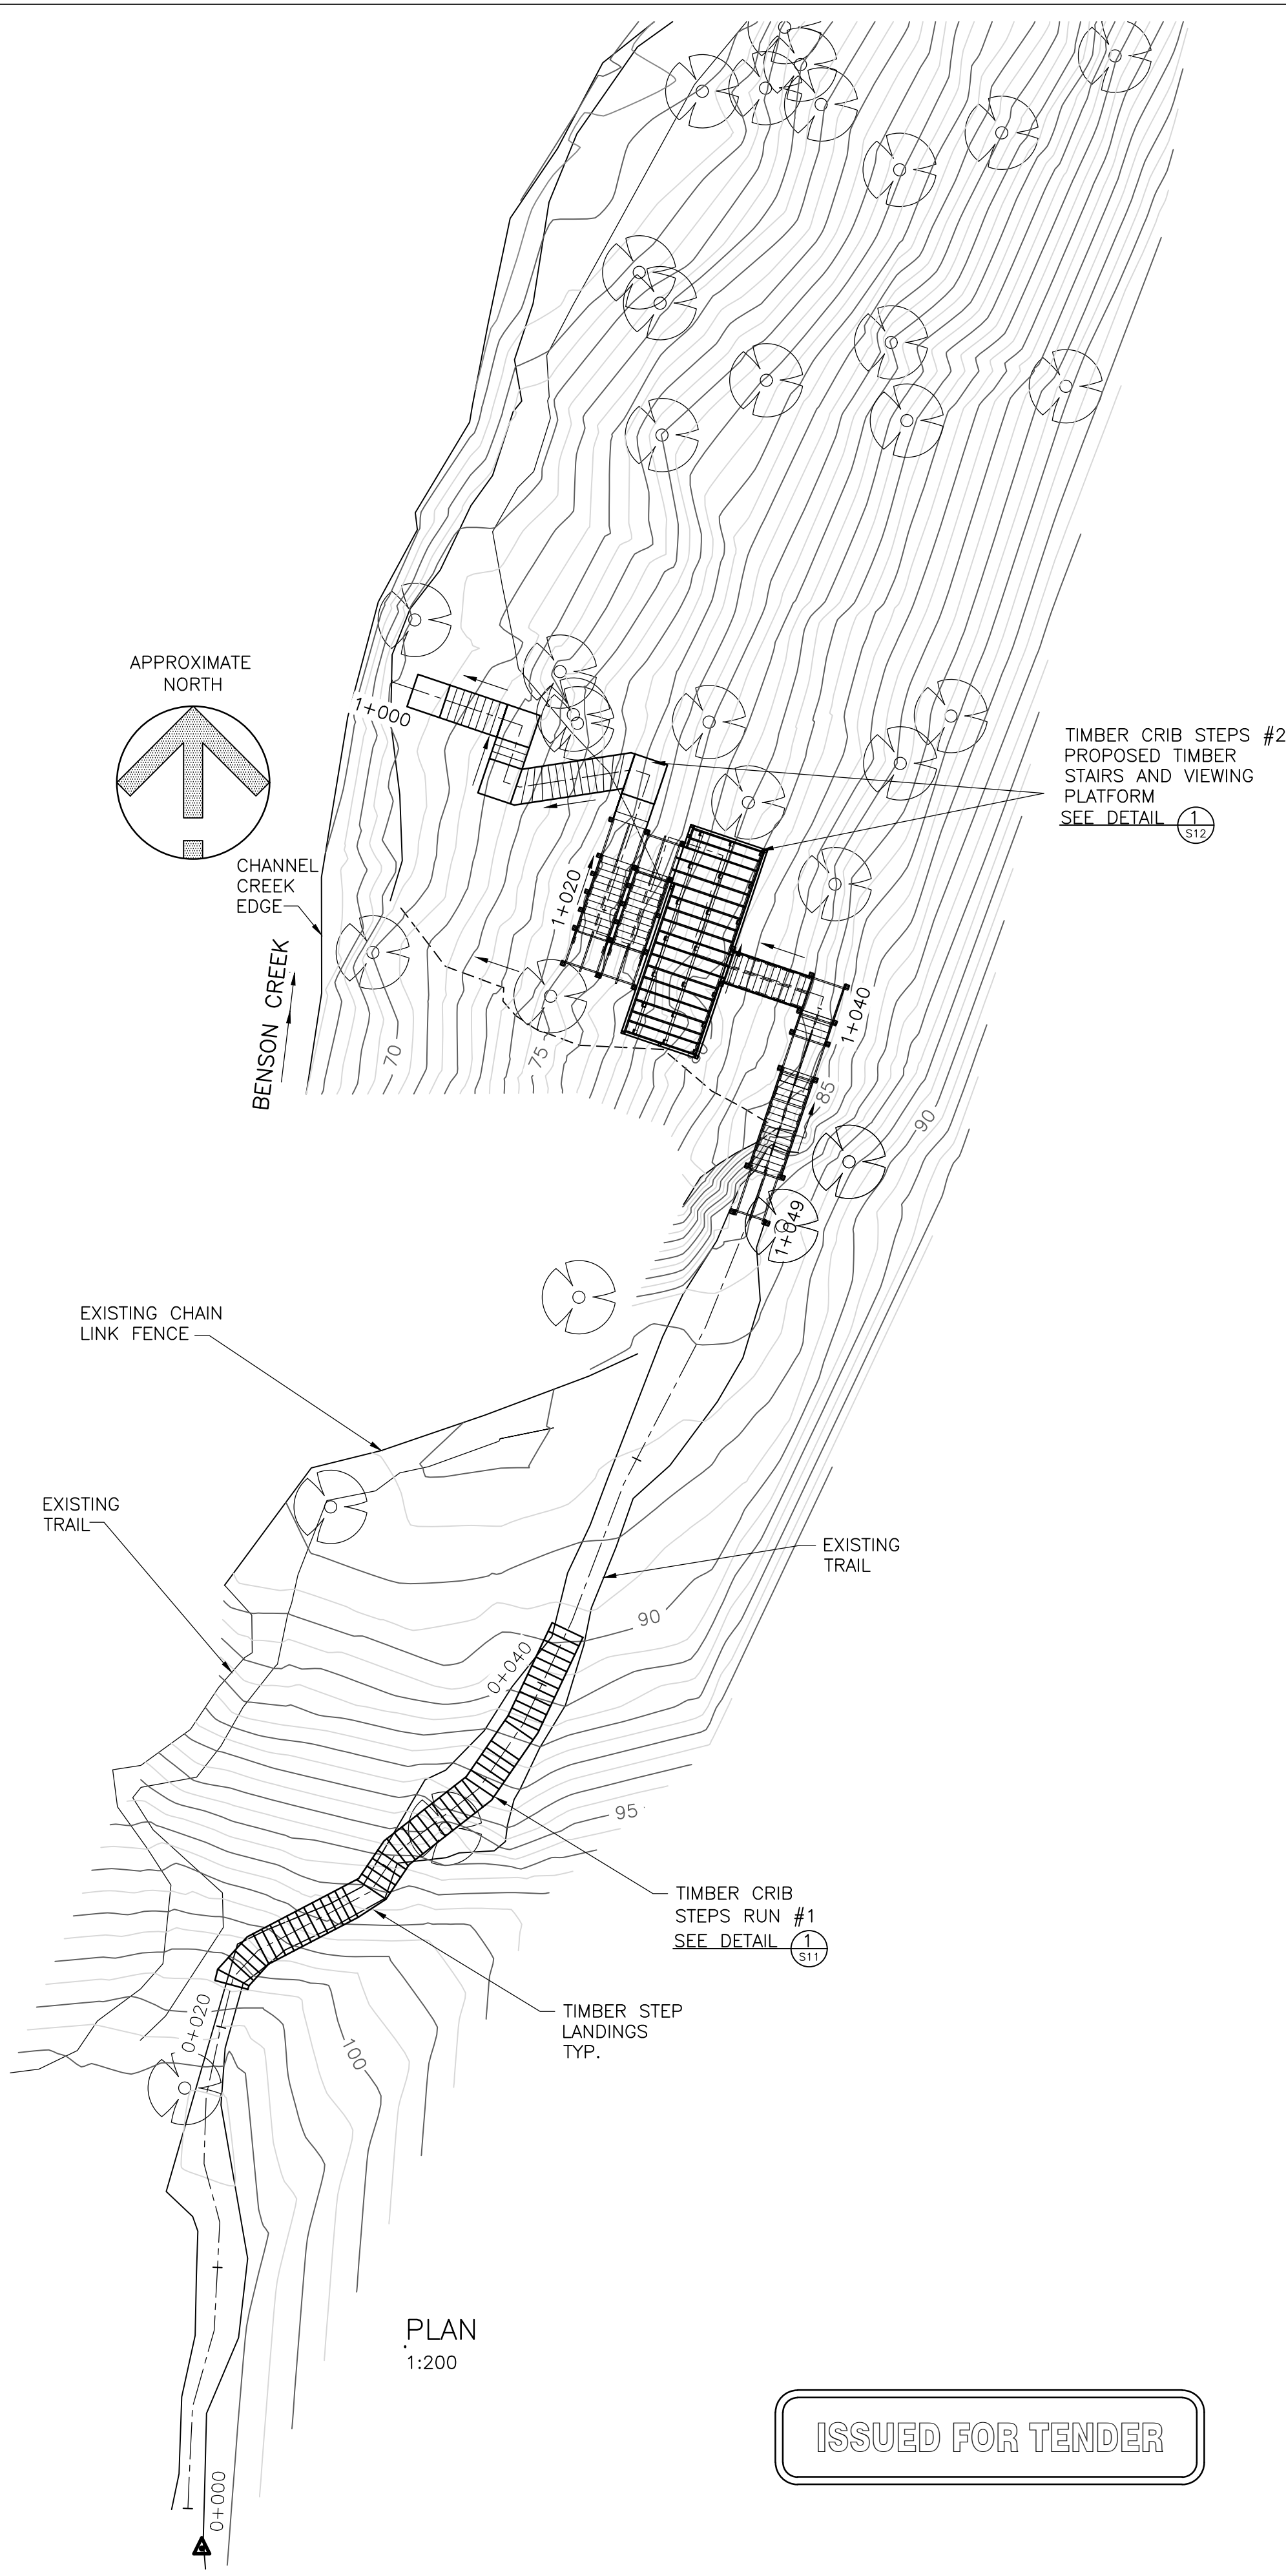 APPROXIMATE
NORTH
1+000
TIMBER CRIB STEPS #2
PROPOSED TIMBER
STAIRS AND VIEWING
PLATFORM
SEE DETAIL 1
S12
CHANNEL
CREEK
EDGE
1+020
BENSON CREEK
1+040
70
75
85
90
1+049
EXISTING CHAIN
LINK FENCE
EXISTING
TRAIL
EXISTING
TRAIL
90
0+040
95
TIMBER CRIB
STEPS RUN #1
SEE DETAIL 1
S11
TIMBER STEP
LANDINGS
TYP.
0+020
100
PLAN
1:200
ISSUED FOR TENDER
0+000